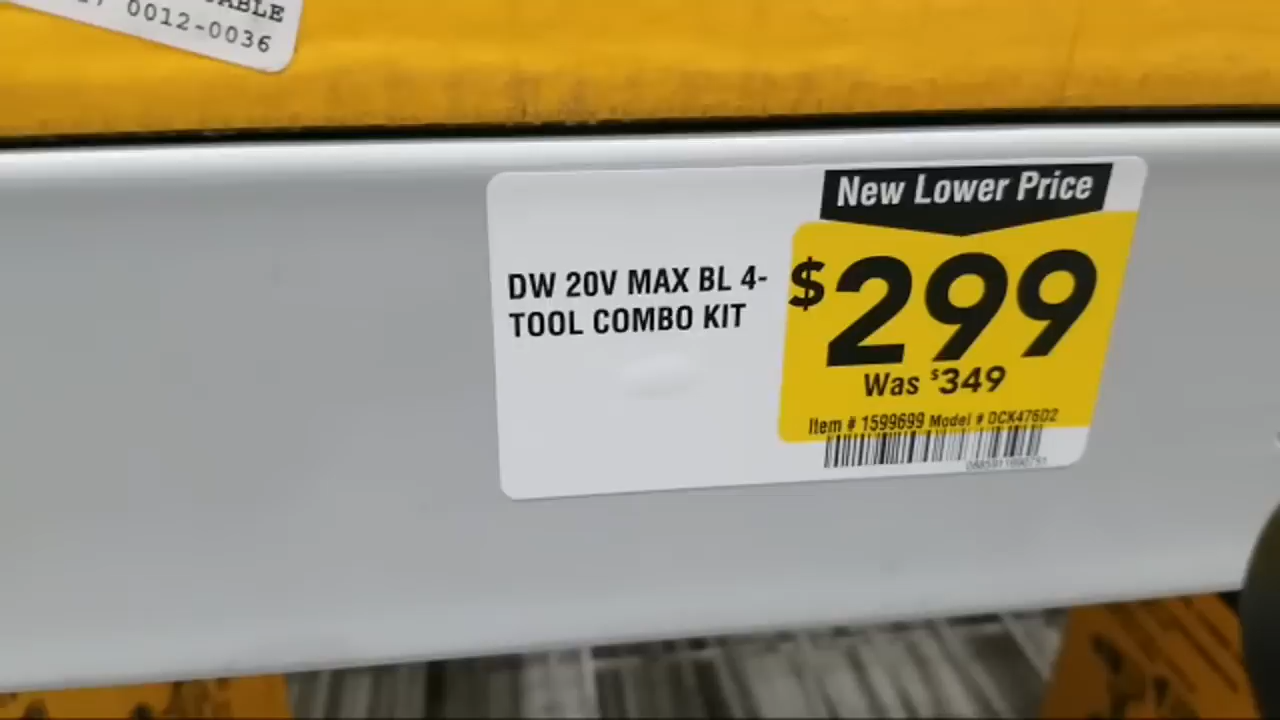 0012-0036
New Lower Price
$299
DW 20V MAX BL 4-
TOOL COMBO KIT
Was $349
Item # 1599699 Model # DCK476D2